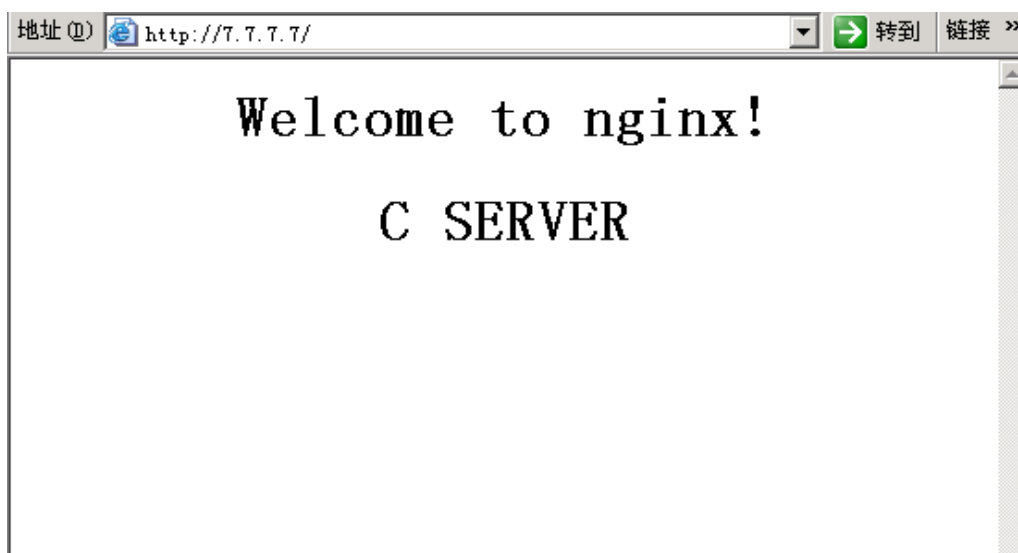 地址(D) http://7.7.7.7/ 转到 链接 »
Welcome to nginx!
C SERVER